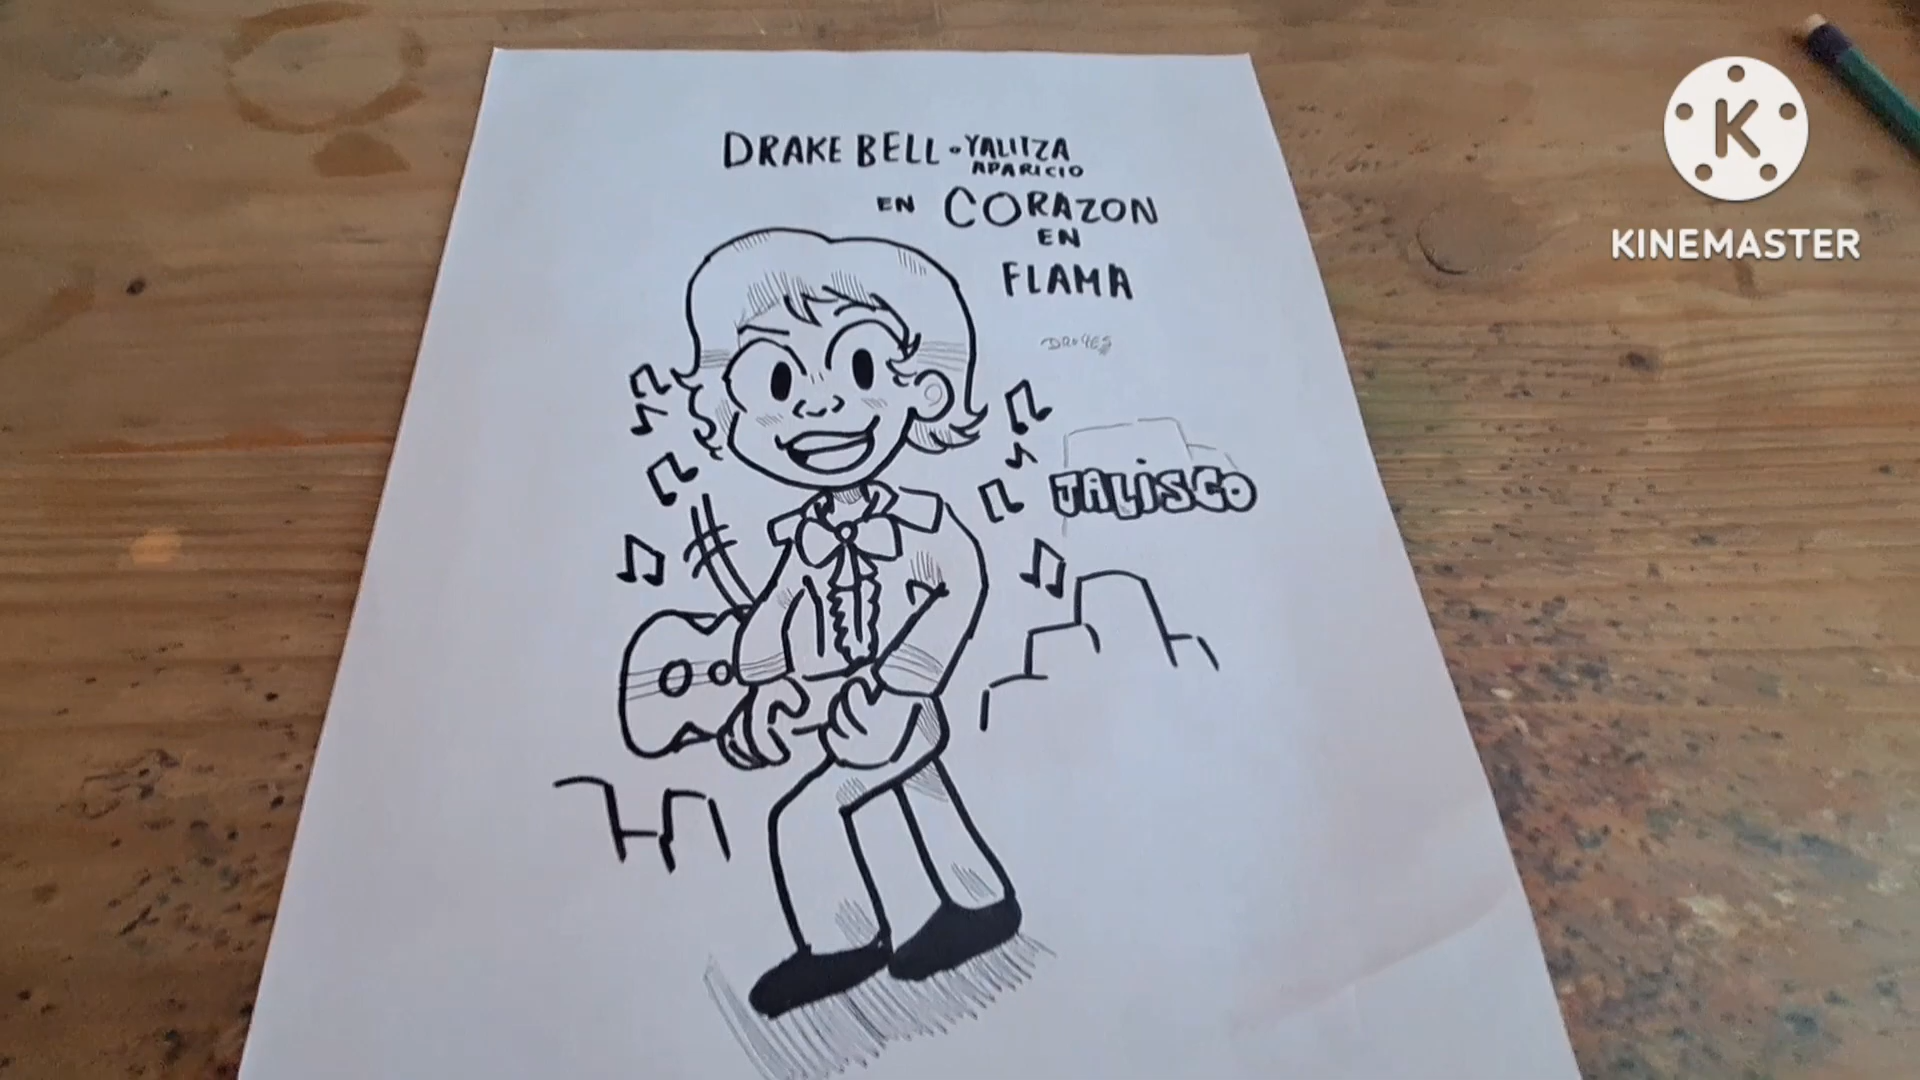 DRAKE BELL • YALITZA
APARICIO
EN CORAZON
EN
FLAMA
JALISCO
K
KINEMASTER